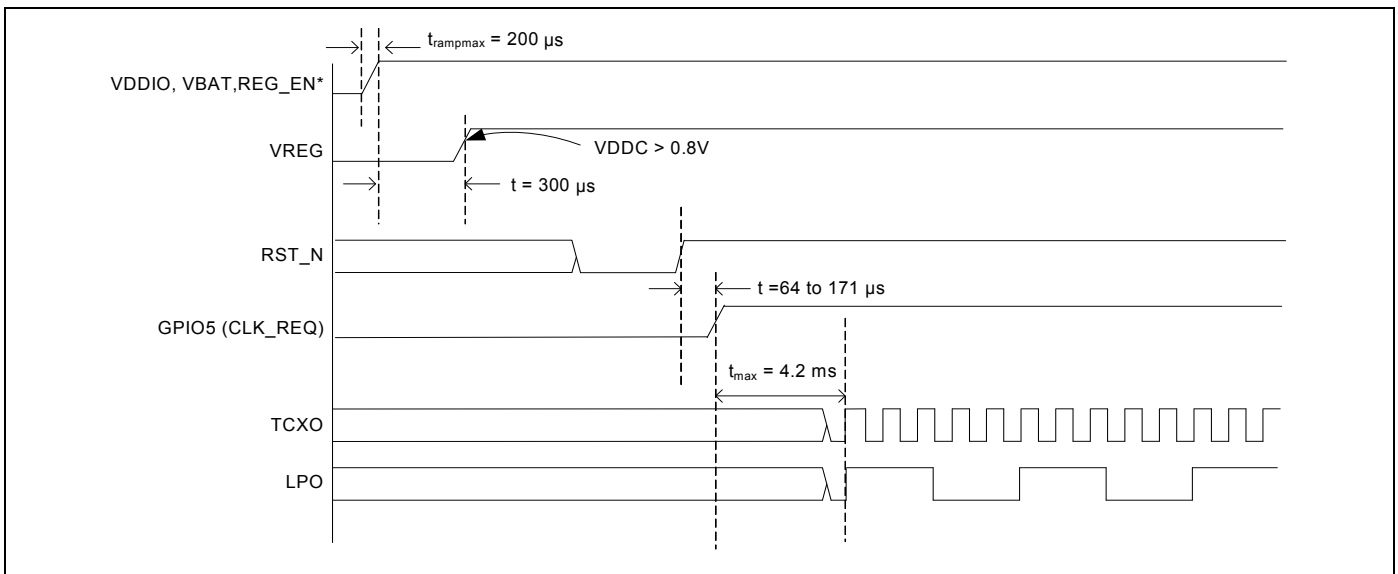 t_rampmax = 200 µs
VDDIO, VBAT,REG_EN*
VREG
VDDC > 0.8V
t = 300 µs
RST_N
t =64 to 171 µs
GPIO5 (CLK_REQ)
t_max = 4.2 ms
TCXO
LPO